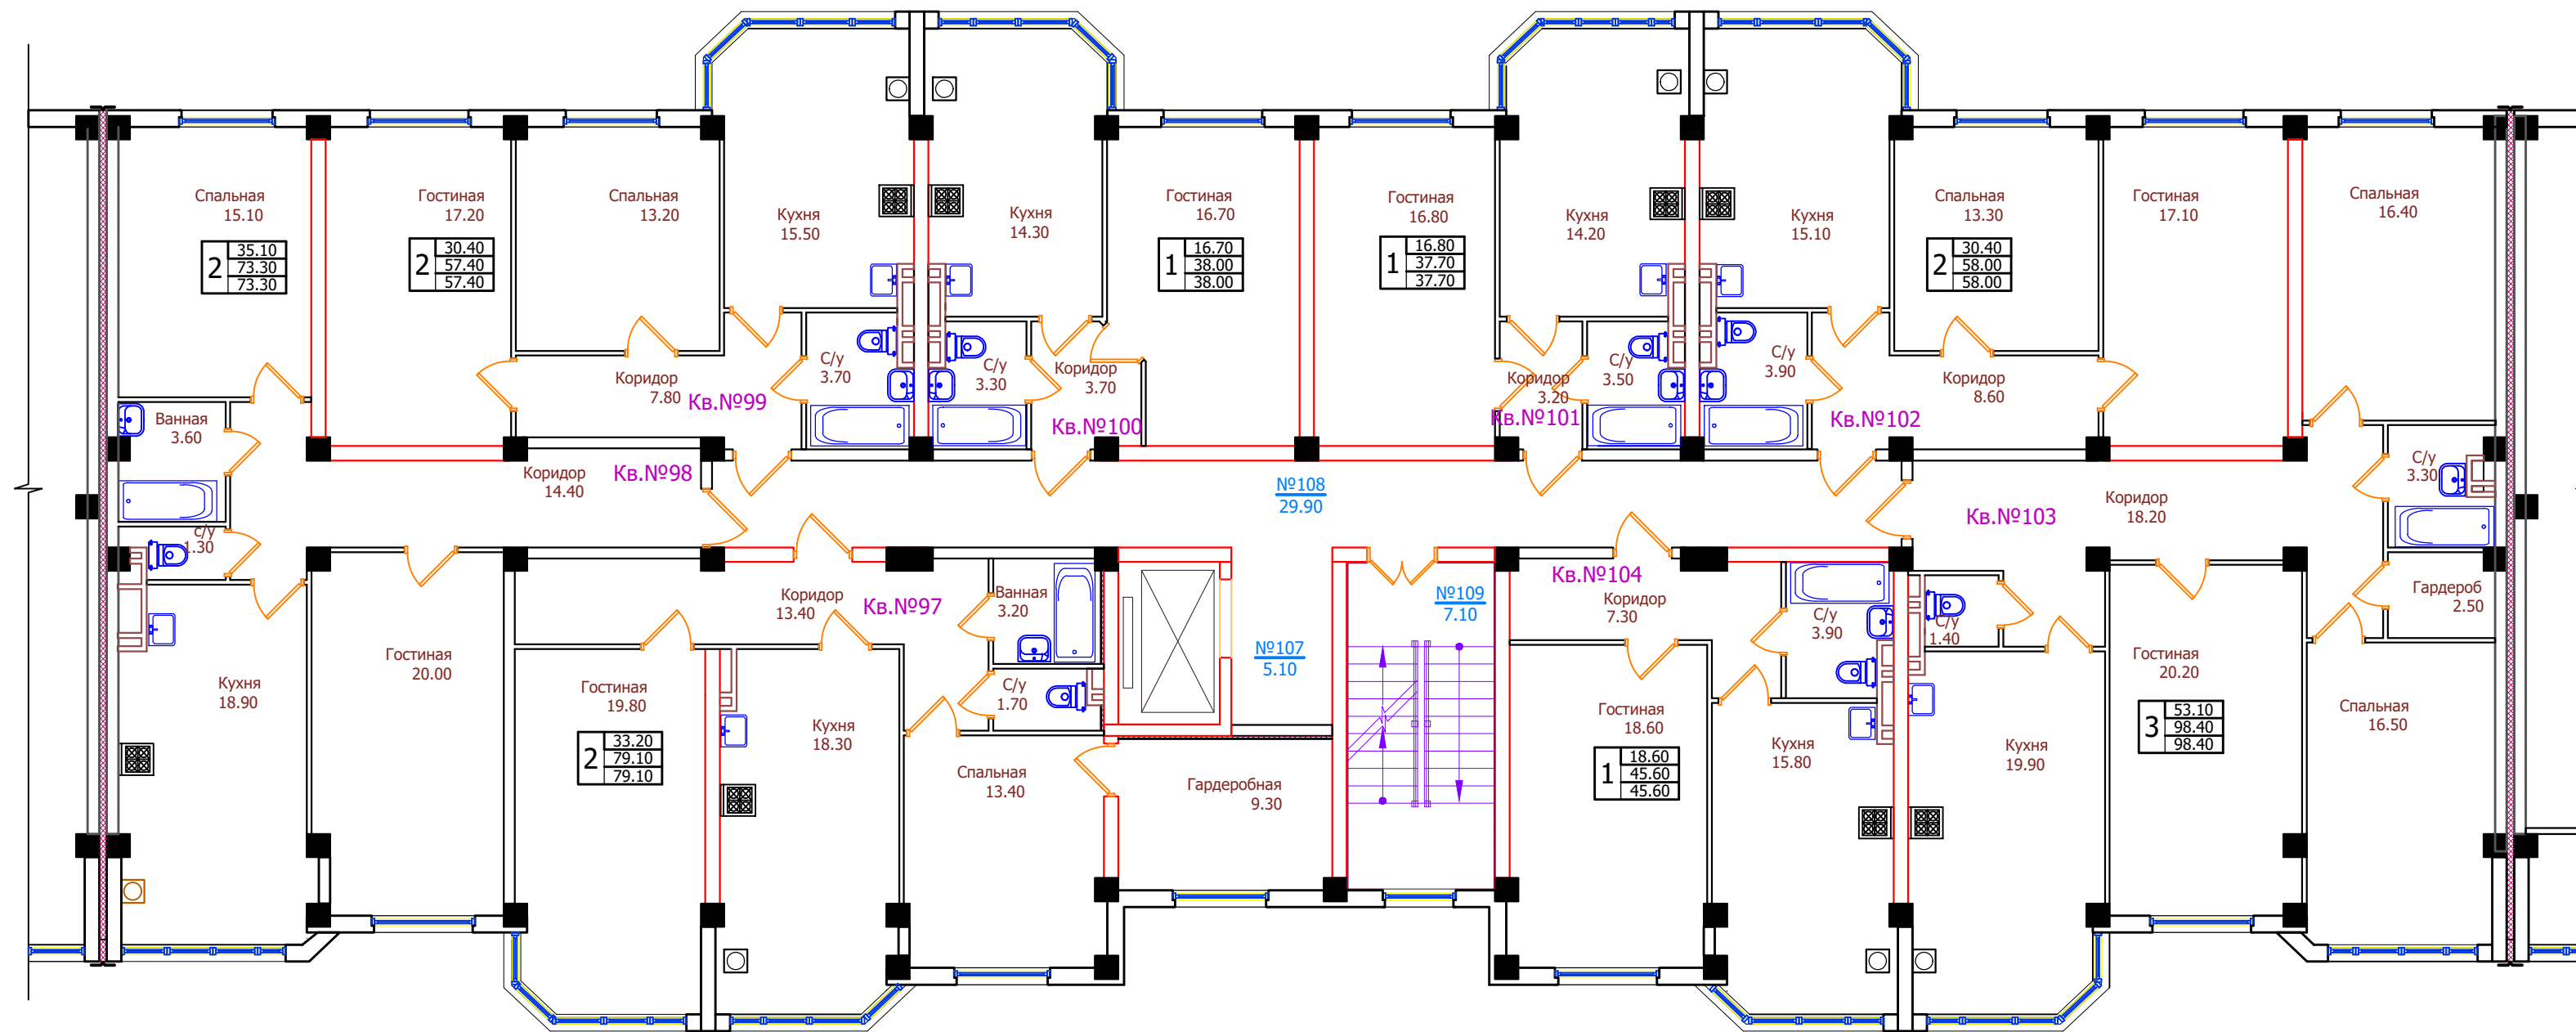 Спальная
15.10
2
35.10
73.30
73.30
Гостиная
17.20
2
30.40
57.40
57.40
Спальная
13.20
Кухня
15.50
Кухня
14.30
Гостиная
16.70
1
16.70
38.00
38.00
Гостиная
16.80
1
16.80
37.70
37.70
Кухня
14.20
Кухня
15.10
Спальная
13.30
2
30.40
58.00
58.00
Гостиная
17.10
Спальная
16.40
Ванная
3.60
Коридор
7.80
Кв.№99
С/у
3.70
С/у
3.30
Коридор
3.70
Кв.№100
Коридор
3.20
Кв.№101
С/у
3.50
С/у
3.90
Кв.№102
Коридор
8.60
Коридор
14.40
Кв.№98
№108
29.90
Кв.№103
Коридор
18.20
С/у
3.30
с/у
1.30
Коридор
13.40
Кв.№97
Ванная
3.20
№109
7.10
Кв.№104
Коридор
7.30
С/у
3.90
С/у
1.40
Гардероб
2.50
Кухня
18.90
Гостиная
20.00
Гостиная
19.80
2
33.20
79.10
79.10
Кухня
18.30
С/у
1.70
Спальная
13.40
№107
5.10
Гардеробная
9.30
Гостиная
18.60
1
18.60
45.60
45.60
Кухня
15.80
Кухня
19.90
Гостиная
20.20
3
53.10
98.40
98.40
Спальная
16.50